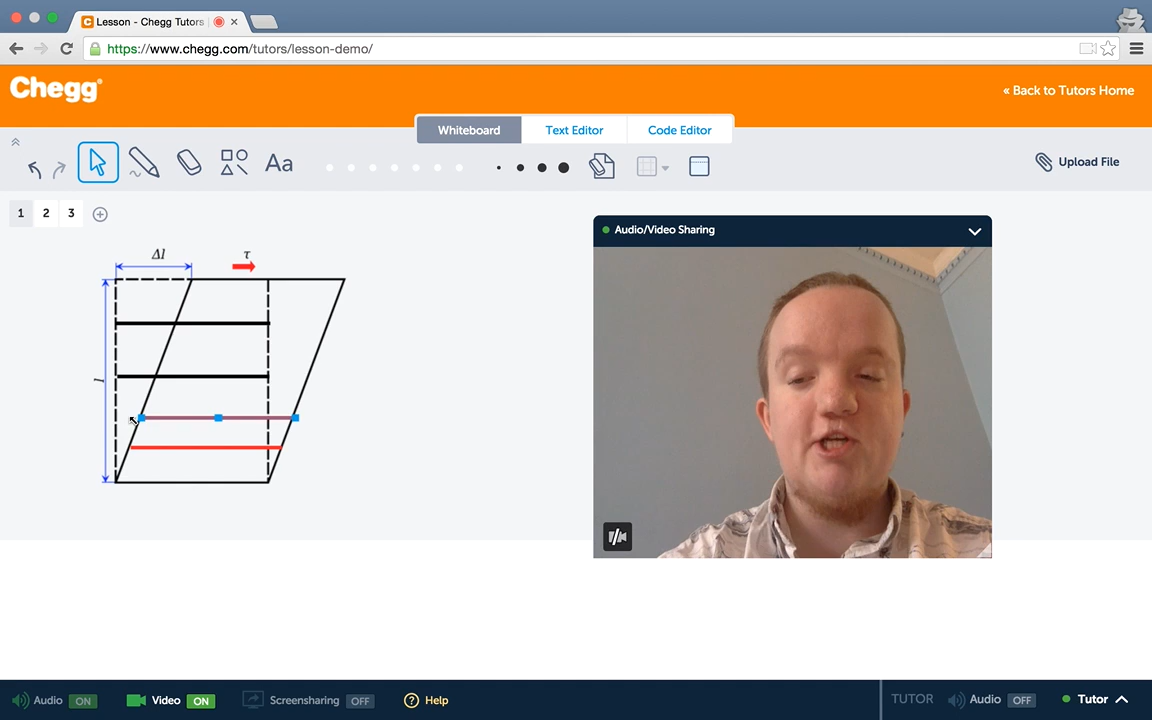 Lesson - Chegg Tutors
https://www.chegg.com/tutors/lesson-demo/
Chegg®
« Back to Tutors Home
Whiteboard
Text Editor
Code Editor
Aa
Upload File
1
2
3
Δl
τ
l
Audio/Video Sharing
Audio ON
Video ON
Screensharing OFF
? Help
TUTOR
Audio OFF
Tutor